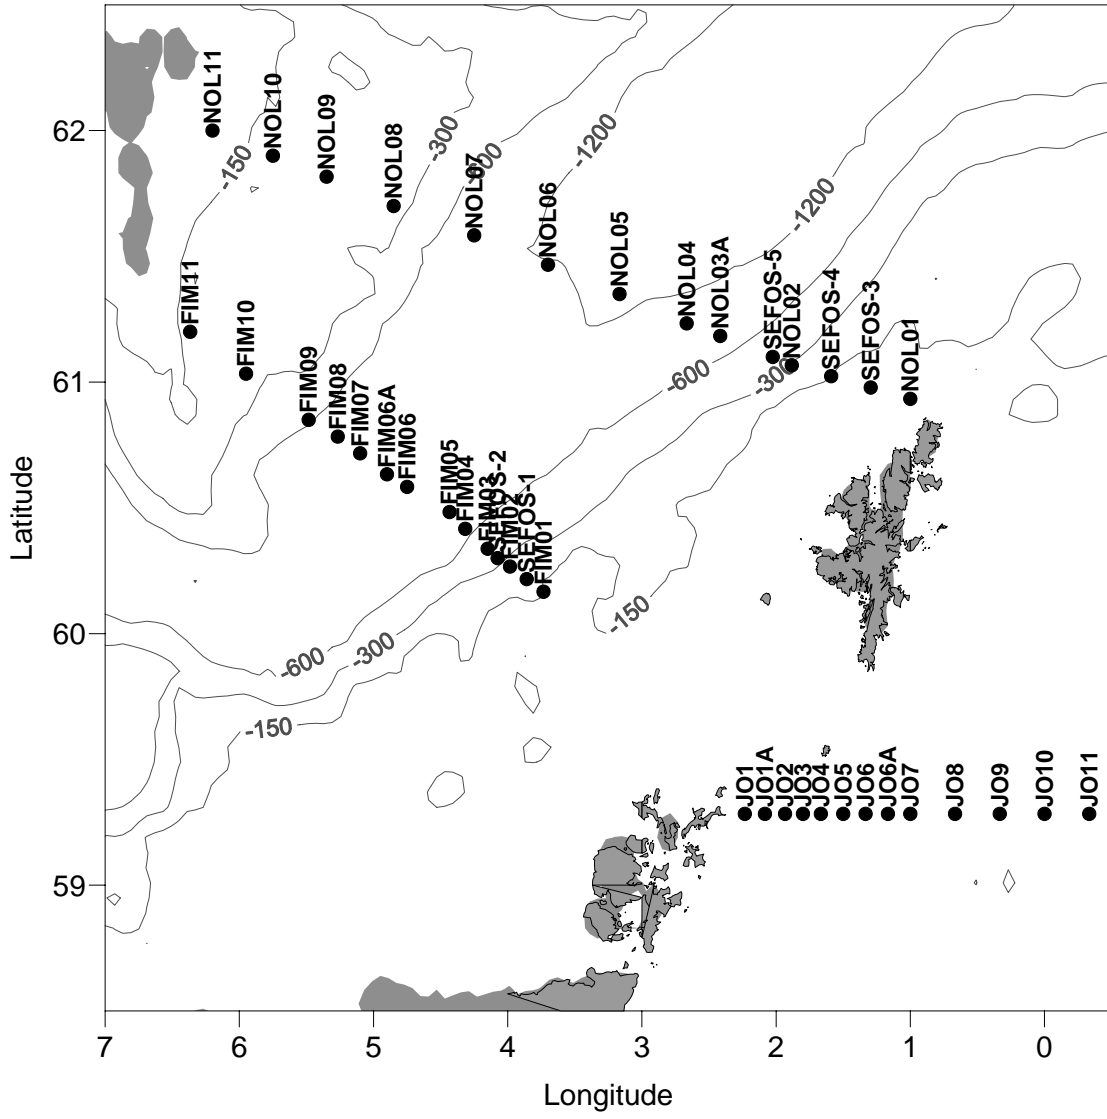 NOL11
NOL10
NOL09
NOL08
NOL07
NOL06
NOL05
NOL04
NOL03A
SEFOS-5
NOL02
SEFOS-4
SEFOS-3
NOL01
-150
-300
-600
-1200
-1200
62
FIM11
FIM10
FIM09
FIM08
FIM07
FIM06A
FIM06
FIM05
FIM04
FIM03
SEFOS-2
FIM02
SEFOS-1
FIM01
-600
-300
61
Latitude
60
-600
-300
-150
-150
JO1
JO1A
JO2
JO3
JO4
JO5
JO6
JO6A
JO7
JO8
JO9
JO10
JO11
59
7 6 5 4 3 2 1 0
Longitude